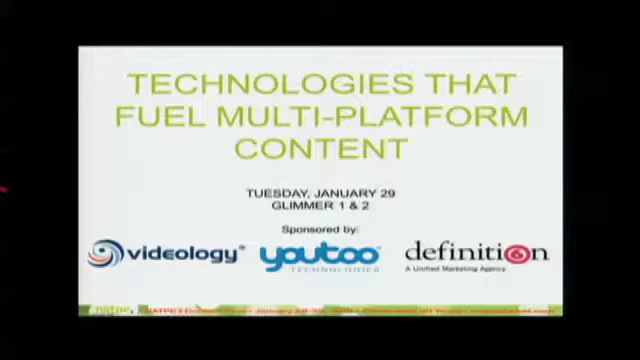 TECHNOLOGIES THAT
FUEL MULTI-PLATFORM
CONTENT
TUESDAY, JANUARY 29
GLIMMER 1 & 2
Sponsored by:
videology
youtoo
TECHNOLOGIES
definition
A Unified Marketing Agency